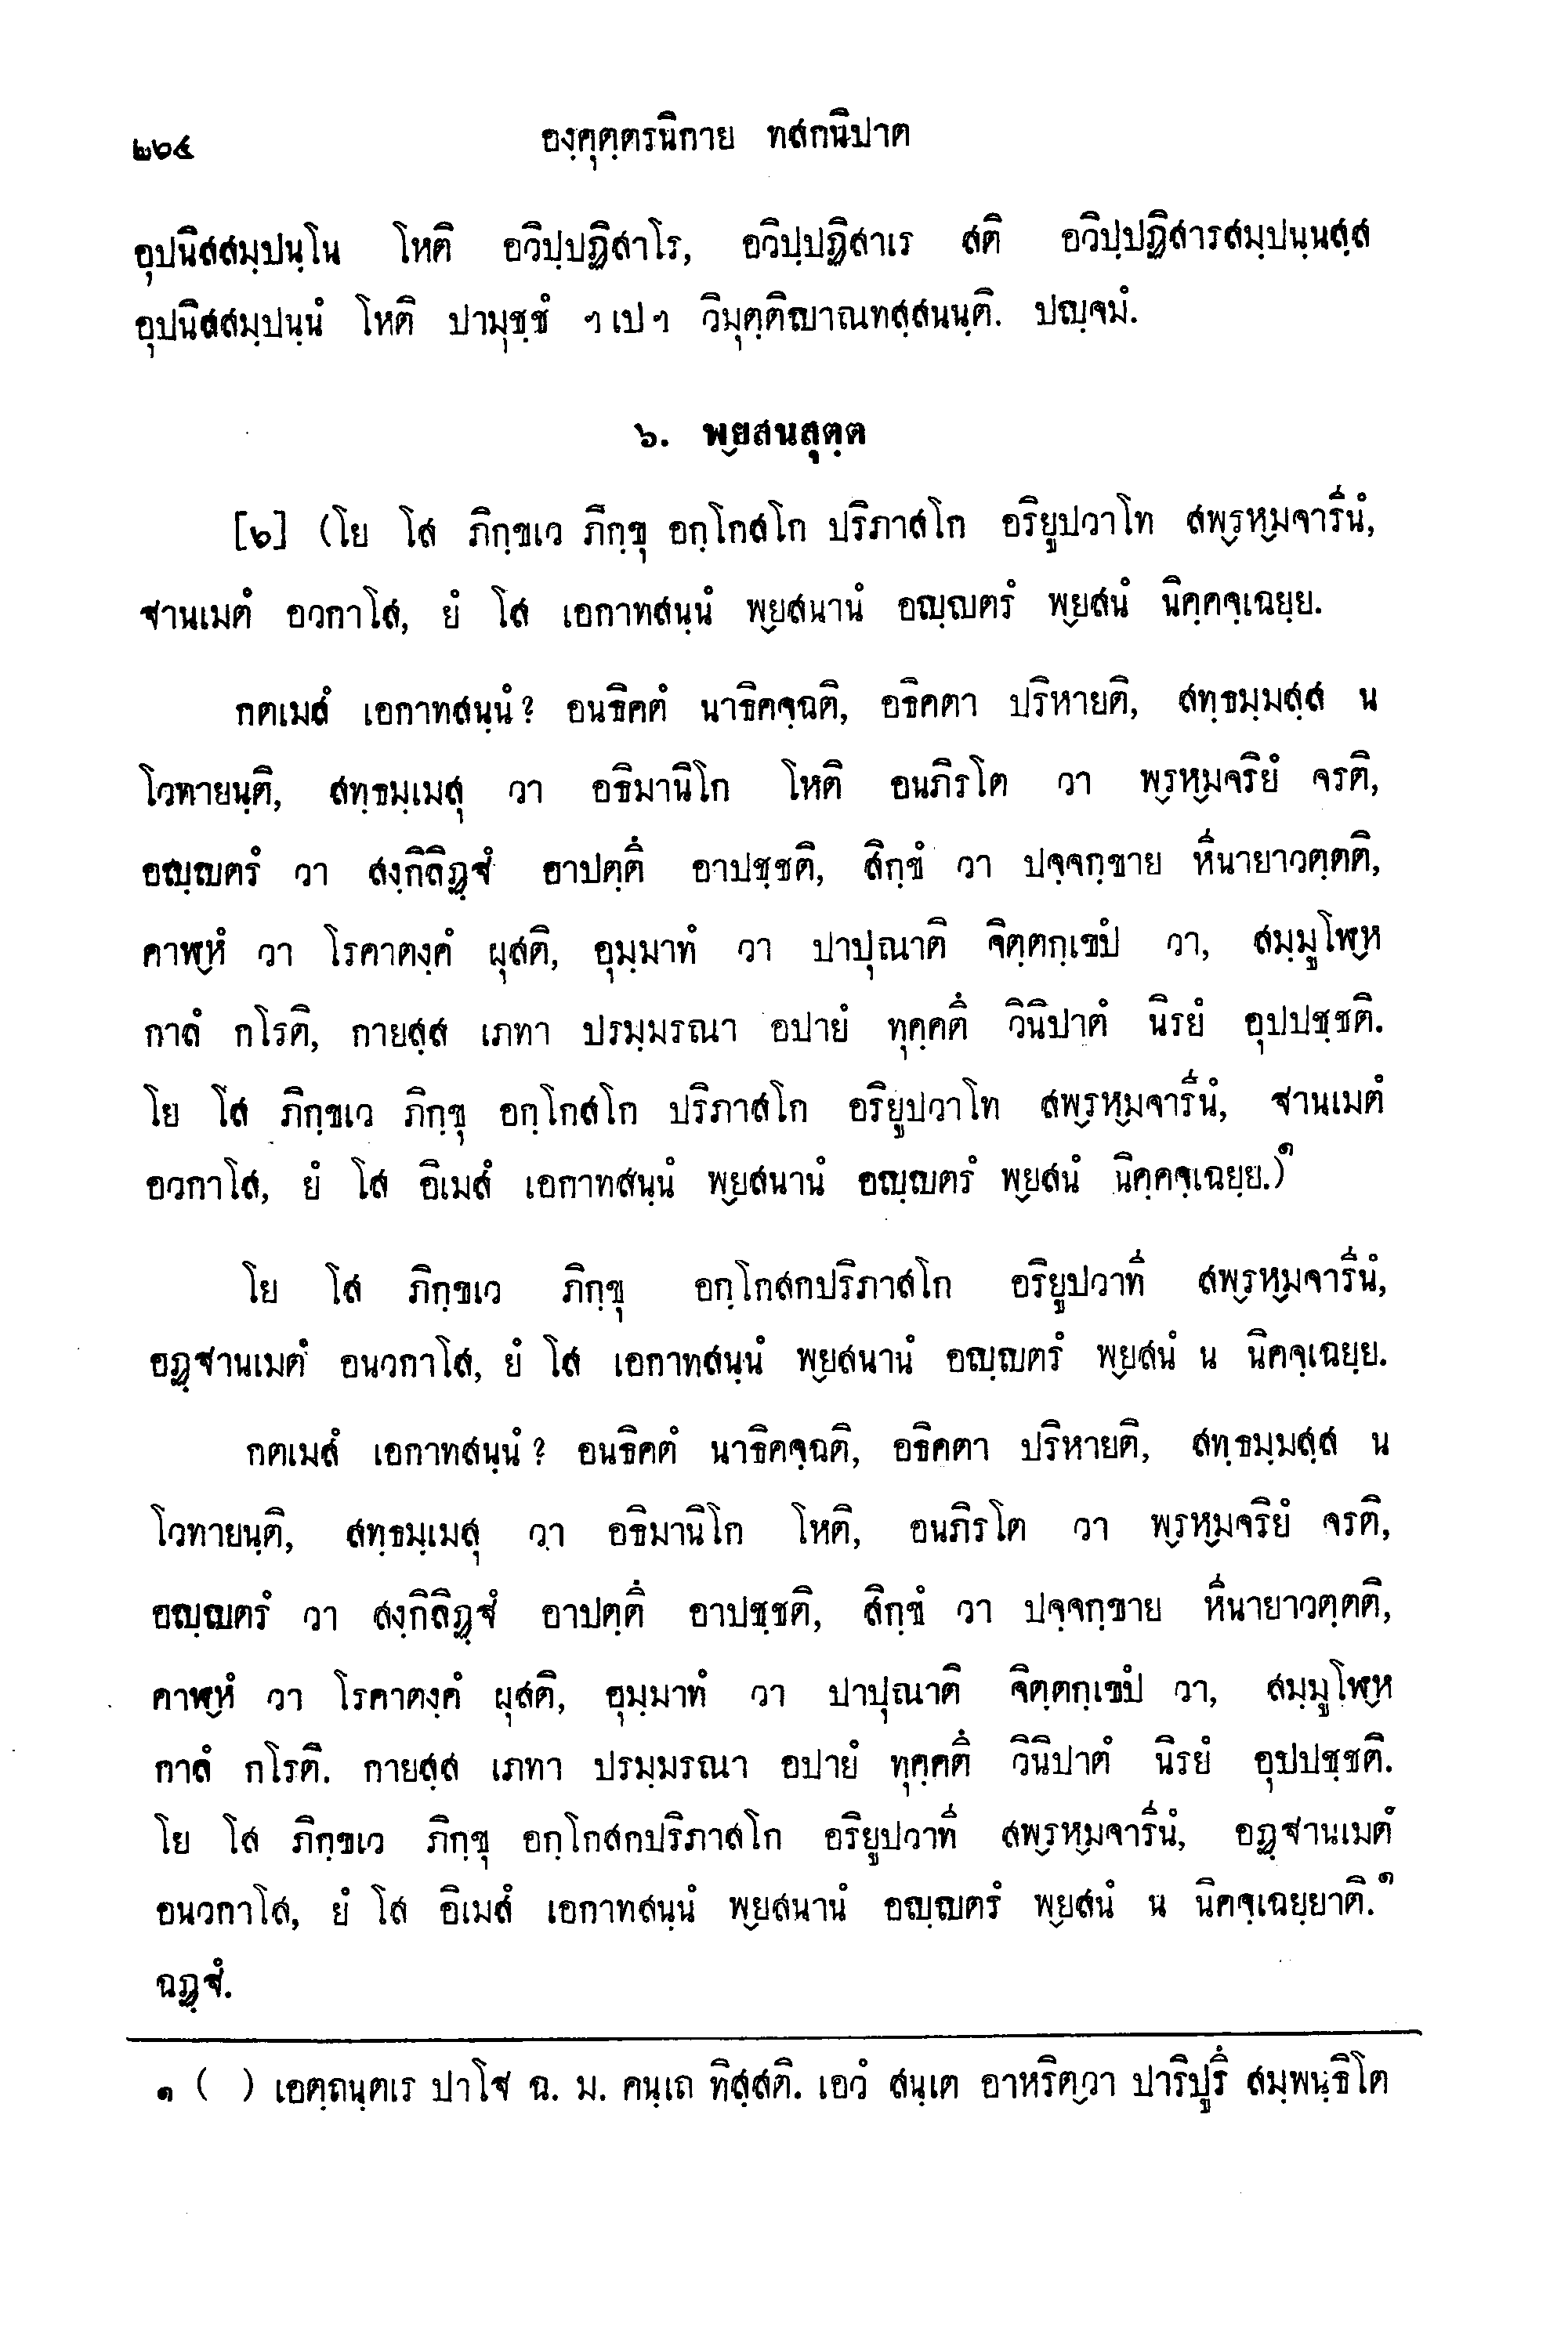 ๒๖๔ องฺคุตฺตรนิกาย ทสกนิปาต
อุปนิสสมฺปนฺโน โหติ อวิปฺปฏิสาโร, อวิปฺปฏิสาเร สติ อวิปฺปฏิสารสมฺปนฺนสฺส
อุปนิสสมฺปนฺนํ โหติ ปามุชฺชํ ฯ เป ฯ วิมุตฺติญาณทสฺสนนฺติ. ปญฺจมํ.
๖. พฺยสนสุตฺต
[๖] (โย โส ภิกฺขเว ภิกฺขุ อกฺโกสโก ปริภาสโก อริยูปวาโท สพฺรหฺมจารีนํ,
ฐานเมตํ อวกาโส, ยํ โส เอกาทสนฺนํ พฺยสนานํ อญฺญตรํ พฺยสนํ นิคฺคจฺเฉยฺย.
กตเมสํ เอกาทสนฺนํ? อนธิคตํ นาธิคจฺฉติ, อธิคตา ปริหายติ, สทฺธมฺมสฺส น
โวทายนฺติ, สทฺธมฺเมสุ วา อธิมานิโก โหติ อนภิรโต วา พฺรหฺมจริยํ จรติ,
อญฺญตรํ วา สงฺกิลิฏฺฐํ อาปตฺตึ อาปชฺชติ, สิกฺขํ วา ปจฺจกฺขาย หีนายาวตฺตติ,
คาฬฺหํ วา โรคาตงฺคํ ผุสติ, อุมฺมาทํ วา ปาปุณาติ จิตฺตกฺเขปํ วา, สมฺมูโฬฺห
กาลํ กโรติ, กายสฺส เภทา ปรมฺมรณา อปายํ ทุคฺคตึ วินิปาตํ นิรยํ อุปปชฺชติ.
โย โส ภิกฺขเว ภิกฺขุ อกฺโกสโก ปริภาสโก อริยูปวาโท สพฺรหฺมจารีนํ, ฐานเมตํ
อวกาโส, ยํ โส อิเมสํ เอกาทสนฺนํ พฺยสนานํ อญฺญตรํ พฺยสนํ นิคฺคจฺเฉยฺย.)๑
โย โส ภิกฺขเว ภิกฺขุ อกฺโกสกปริภาสโก อริยูปวาที สพฺรหฺมจารีนํ,
อฏฺฐานเมตํ อนวกาโส, ยํ โส เอกาทสนฺนํ พฺยสนานํ อญฺญตรํ พฺยสนํ น นิคจฺเฉยฺย.
กตเมสํ เอกาทสนฺนํ? อนธิคตํ นาธิคจฺฉติ, อธิคตา ปริหายติ, สทฺธมฺมสฺส น
โวทายนฺติ, สทฺธมฺเมสุ วา อธิมานิโก โหติ, อนภิรโต วา พฺรหฺมจริยํ จรติ,
อญฺญตรํ วา สงฺกิลิฏฺฐํ อาปตฺตึ อาปชฺชติ, สิกฺขํ วา ปจฺจกฺขาย หีนายาวตฺตติ,
คาฬฺหํ วา โรคาตงฺคํ ผุสติ, อุมฺมาทํ วา ปาปุณาติ จิตฺตกฺเขปํ วา, สมฺมูโฬฺห
กาลํ กโรติ. กายสฺส เภทา ปรมฺมรณา อปายํ ทุคฺคตึ วินิปาตํ นิรยํ อุปปชฺชติ.
โย โส ภิกฺขเว ภิกฺขุ อกฺโกสกปริภาสโก อริยูปวาที สพฺรหฺมจารีนํ, อฏฺฐานเมตํ
อนวกาโส, ยํ โส อิเมสํ เอกาทสนฺนํ พฺยสนานํ อญฺญตรํ พฺยสนํ น นิคจฺเฉยฺยาติ.๑
ฉฏฺฐํ.
๑ ( ) เอตฺถนฺตเร ปาโฐ ฉ. ม. คนฺเถ ทิสฺสติ. เอวํ สนฺเต อาหริตฺวา ปาริปูรึ สมฺพนฺธิโต